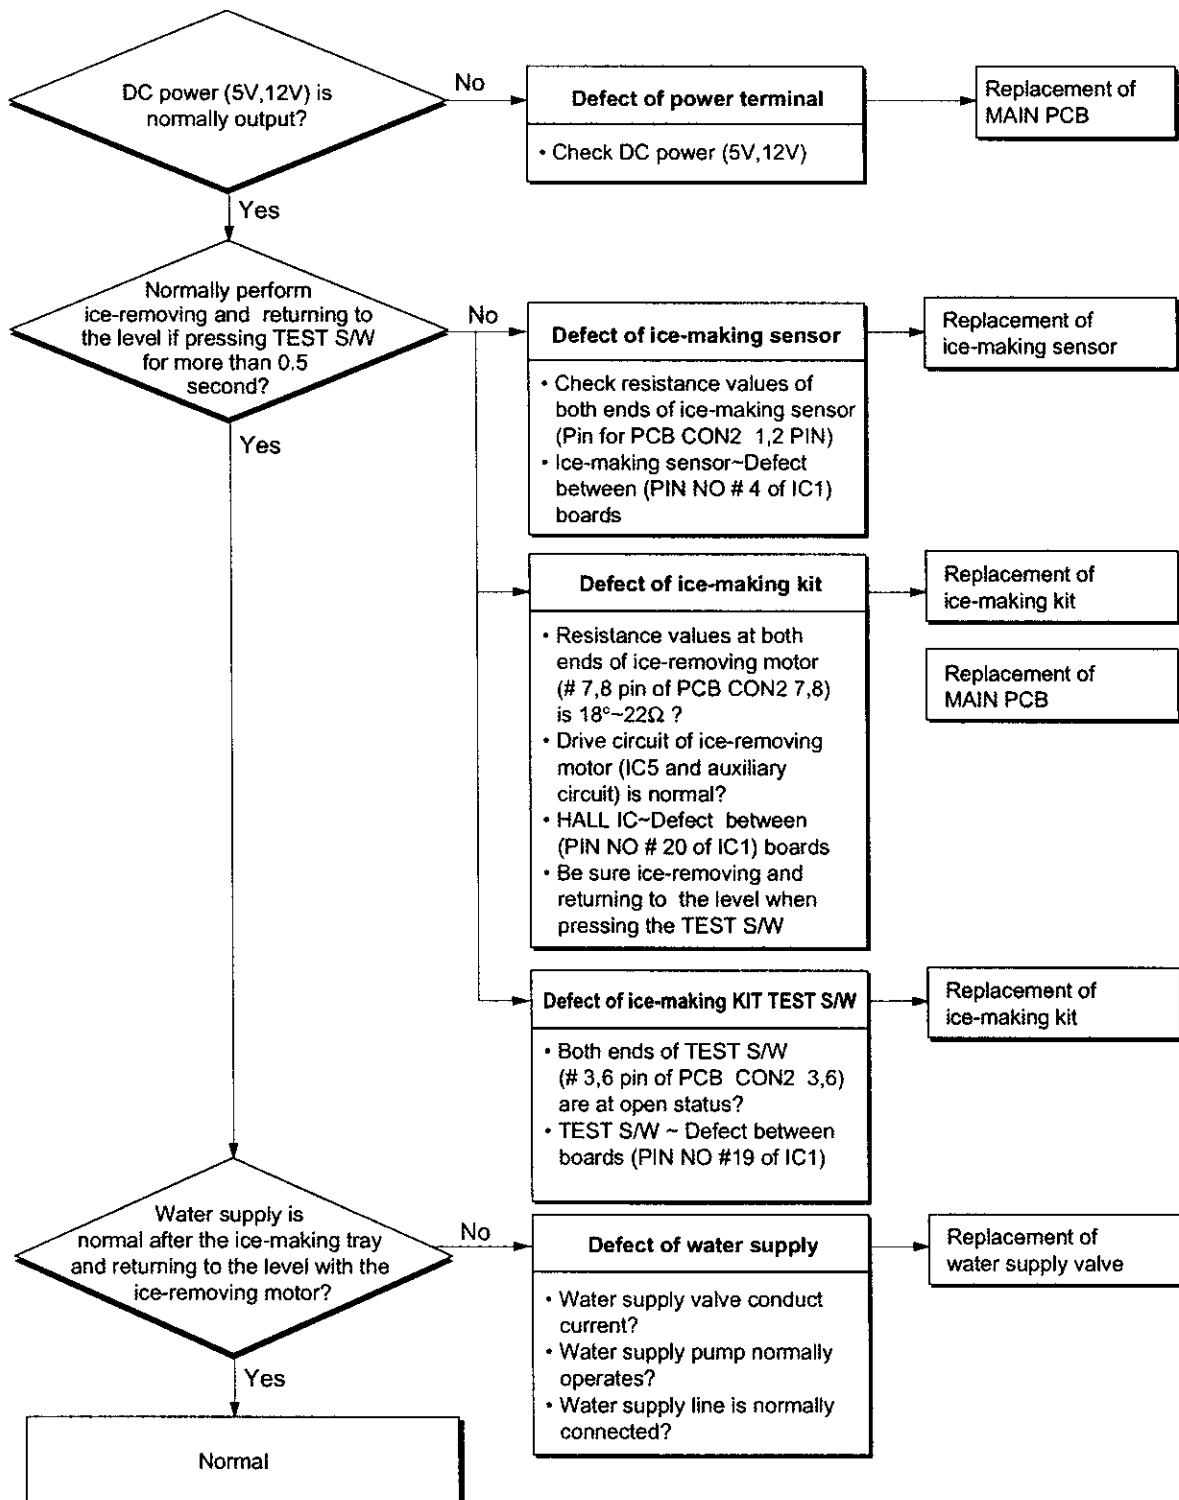 DC power (5V,12V) is
normally output?
No
Defect of power terminal
• Check DC power (5V,12V)
Replacement of
MAIN PCB
Yes
Normally perform
ice-removing and returning to
the level if pressing TEST S/W
for more than 0.5
second?
No
Defect of ice-making sensor
• Check resistance values of
both ends of ice-making sensor
(Pin for PCB CON2 1,2 PIN)
• Ice-making sensor~Defect
between (PIN NO # 4 of IC1)
boards
Replacement of
ice-making sensor
Yes
Defect of ice-making kit
• Resistance values at both
ends of ice-removing motor
(# 7,8 pin of PCB CON2 7,8)
is 18°~22Ω ?
• Drive circuit of ice-removing
motor (IC5 and auxiliary
circuit) is normal?
• HALL IC~Defect between
(PIN NO # 20 of IC1) boards
• Be sure ice-removing and
returning to the level when
pressing the TEST S/W
Replacement of
ice-making kit
Replacement of
MAIN PCB
Defect of ice-making KIT TEST S/W
• Both ends of TEST S/W
(# 3,6 pin of PCB CON2 3,6)
are at open status?
• TEST S/W ~ Defect between
boards (PIN NO #19 of IC1)
Replacement of
ice-making kit
Water supply is
normal after the ice-making tray
and returning to the level with the
ice-removing motor?
No
Defect of water supply
• Water supply valve conduct
current?
• Water supply pump normally
operates?
• Water supply line is normally
connected?
Replacement of
water supply valve
Yes
Normal